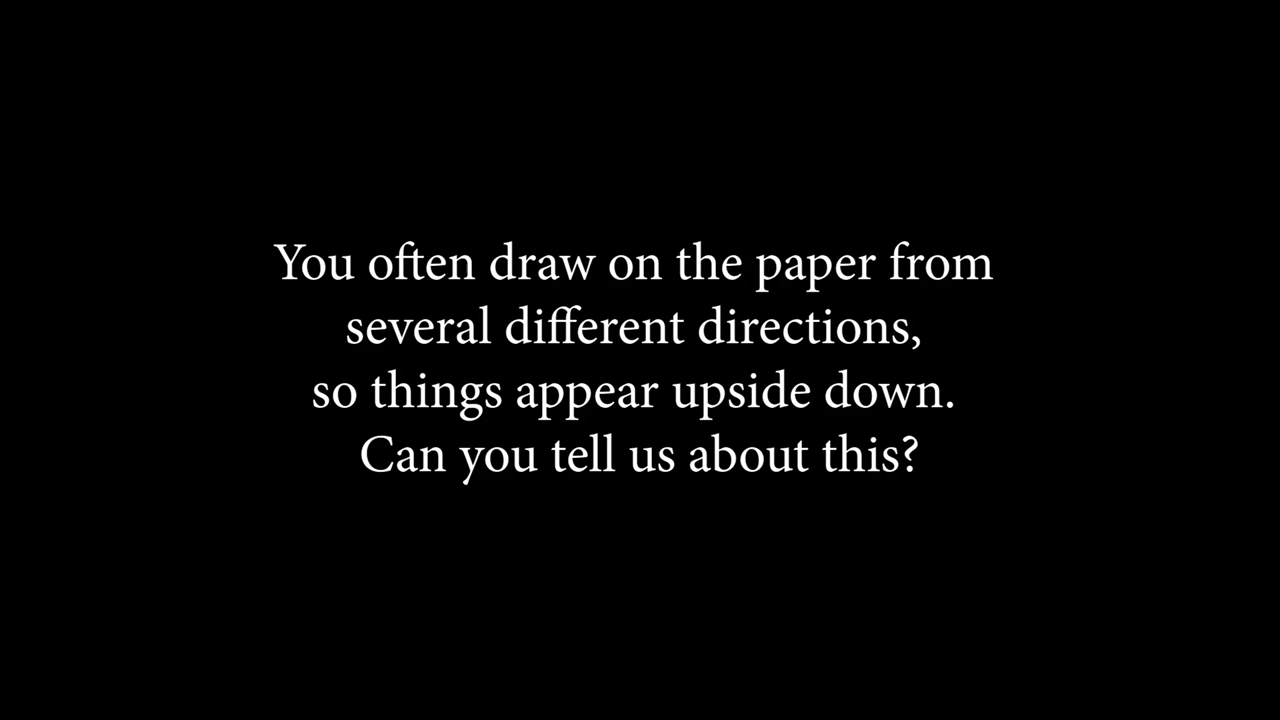 You often draw on the paper from
several different directions,
so things appear upside down.
Can you tell us about this?